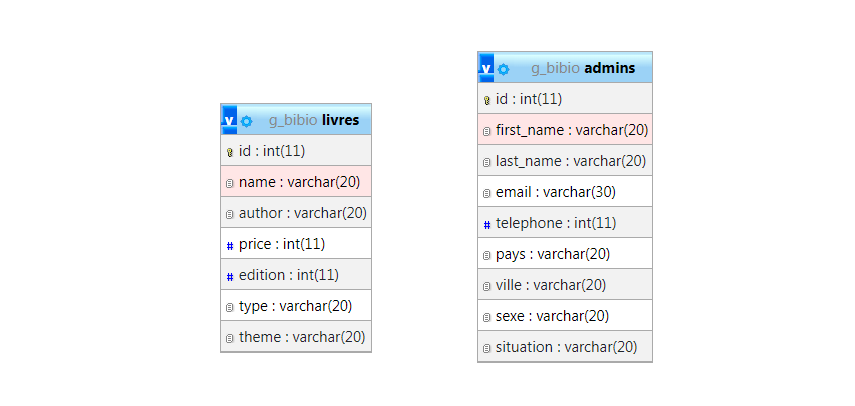 g_bibio livres
id : int(11)
name : varchar(20)
author : varchar(20)
price : int(11)
edition : int(11)
type : varchar(20)
theme : varchar(20)
g_bibio admins
id : int(11)
first_name : varchar(20)
last_name : varchar(20)
email : varchar(30)
telephone : int(11)
pays : varchar(20)
ville : varchar(20)
sexe : varchar(20)
situation : varchar(20)